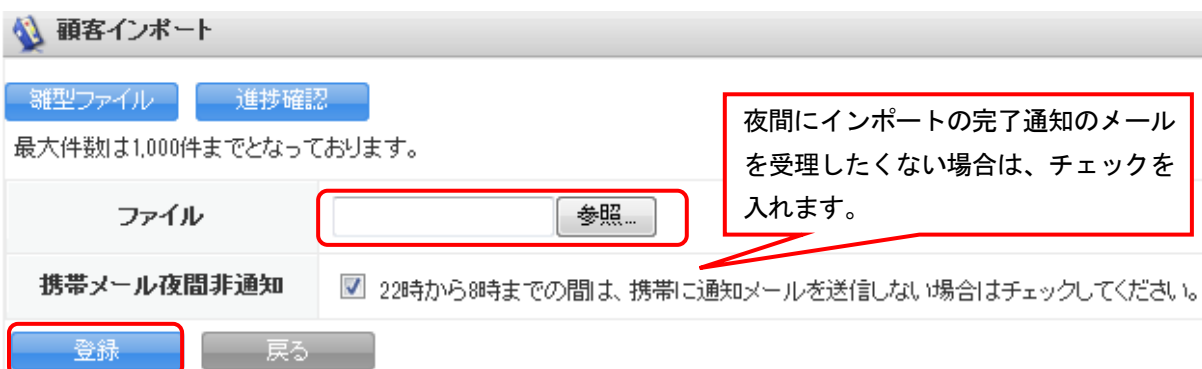 顧客インポート
雛型ファイル 進捗確認
最大件数は1,000件までとなっております。
夜間にインポートの完了通知のメール
を受理したくない場合は、チェックを
入れます。
ファイル 参照...
携帯メール夜間非通知 22時から8時までの間は、携帯に通知メールを送信しない場合はチェックしてください。
登録 戻る